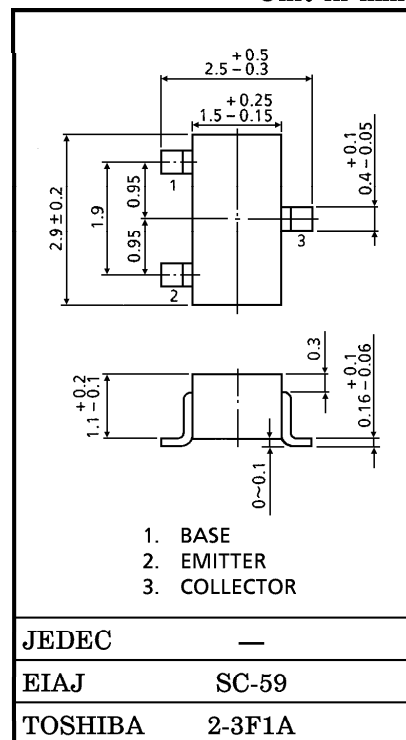 +0.5
2.5 −0.3
+0.25
1.5 −0.15
2.9 ± 0.2
1.9
0.95
0.95
1
2
3
+0.1
0.4 −0.05
+0.2
1.1 −0.1
0.3
+0.1
0.16 −0.06
0~0.1
1. BASE
2. EMITTER
3. COLLECTOR
JEDEC —
EIAJ SC-59
TOSHIBA 2-3F1A